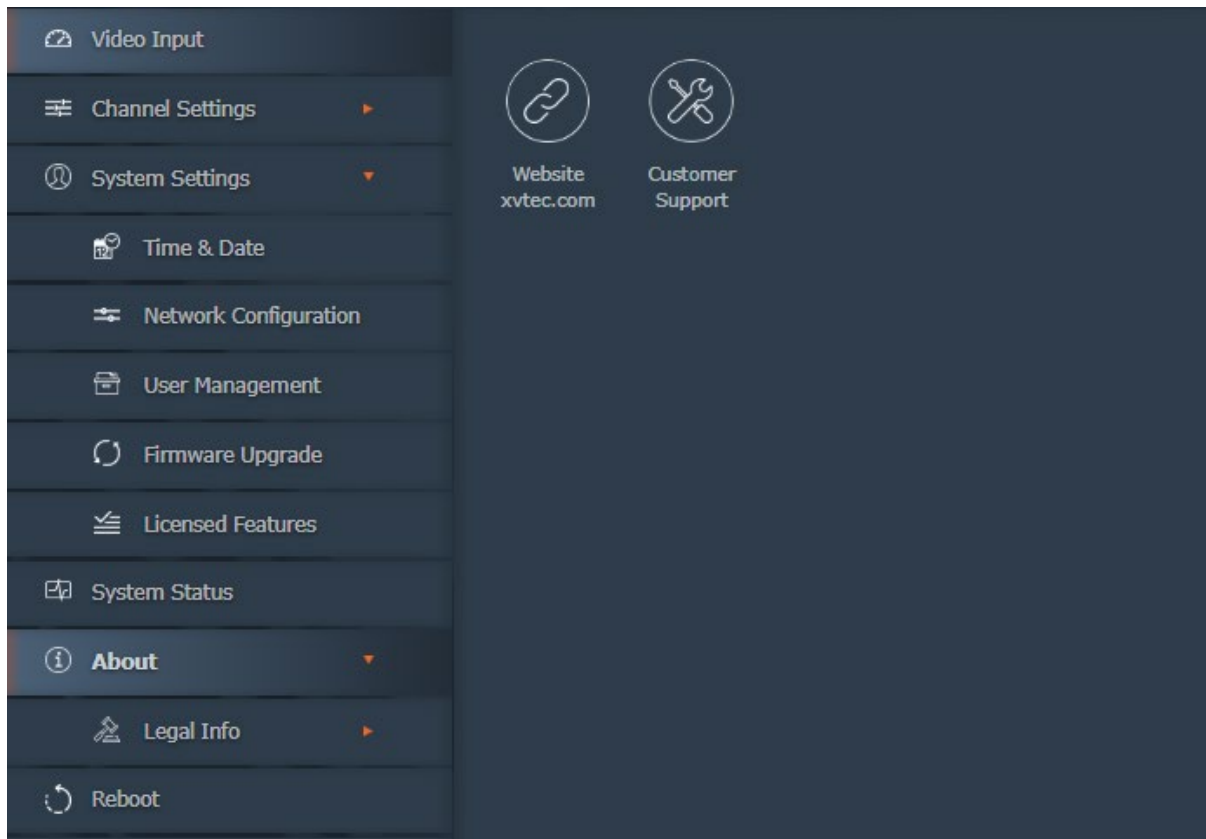 Video Input
Channel Settings
System Settings
Time & Date
Network Configuration
User Management
Firmware Upgrade
Licensed Features
System Status
About
Legal Info
Reboot
Website
xvtec.com
Customer
Support